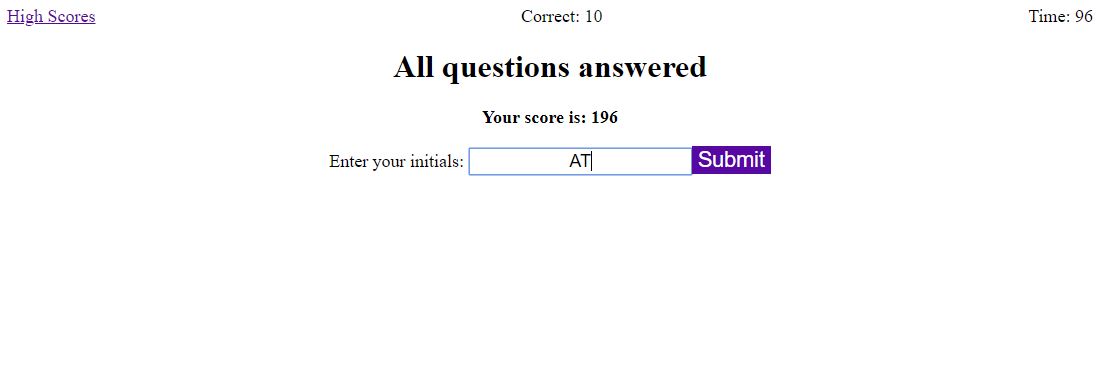 High Scores Correct: 10 Time: 96
All questions answered
Your score is: 196
Enter your initials: AT Submit